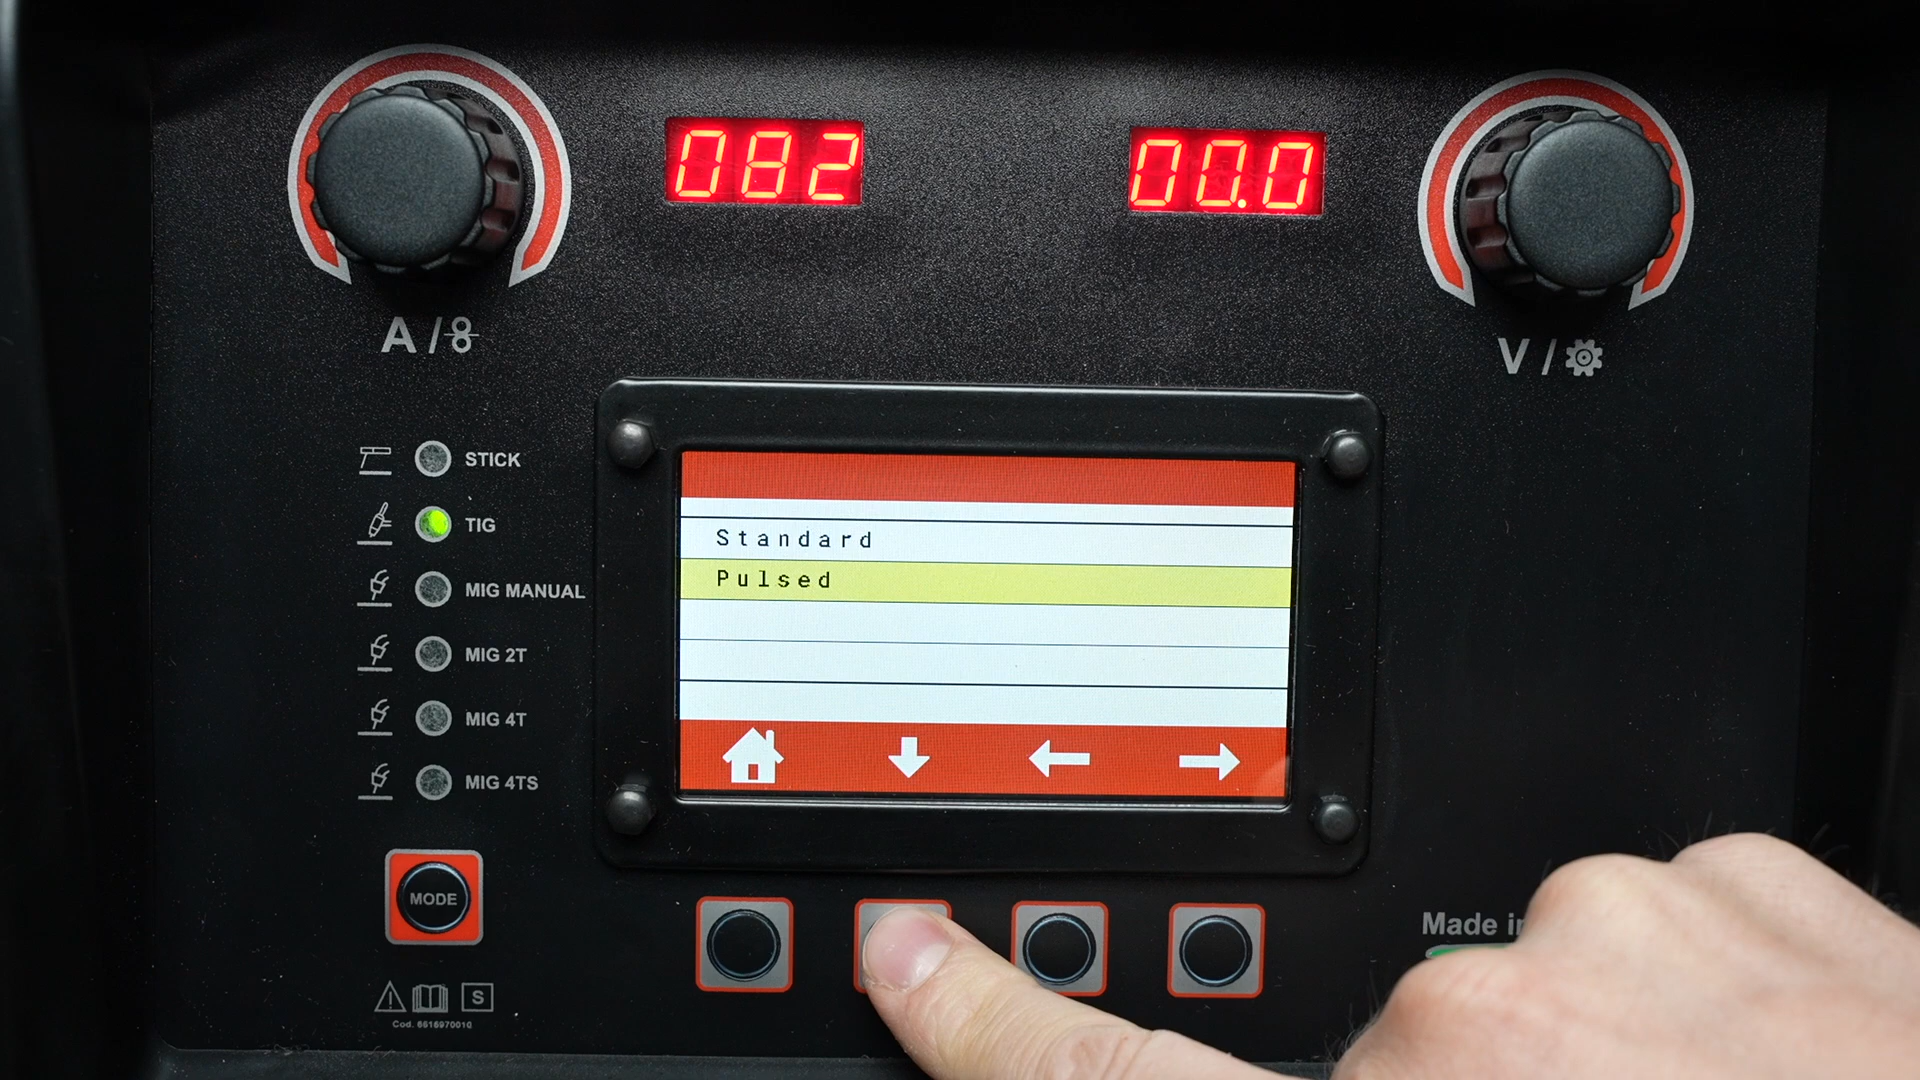 082
00.0
A /
V /
STICK
TIG
MIG MANUAL
MIG 2T
MIG 4T
MIG 4TS
Standard
Pulsed
MODE
S
Cod. 6616970010
Made in